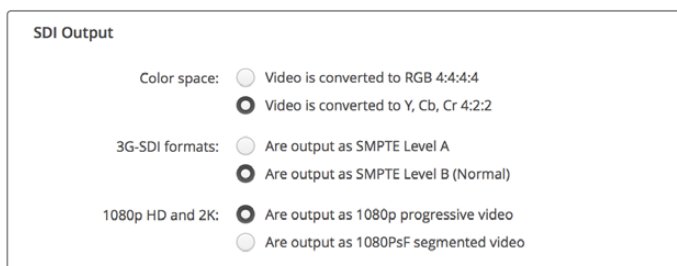 SDI Output
Color space: Video is converted to RGB 4:4:4:4
Video is converted to Y, Cb, Cr 4:2:2
3G-SDI formats: Are output as SMPTE Level A
Are output as SMPTE Level B (Normal)
1080p HD and 2K: Are output as 1080p progressive video
Are output as 1080PsF segmented video